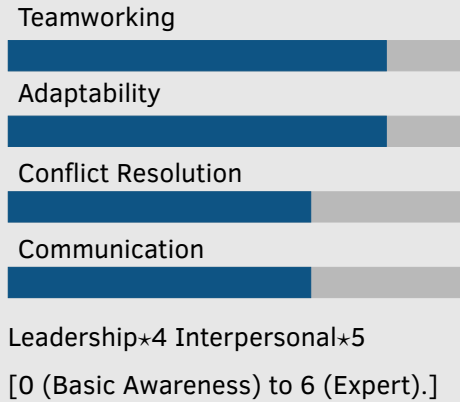 Teamworking
Adaptability
Conflict Resolution
Communication
Leadership⋆4 Interpersonal⋆5
[0 (Basic Awareness) to 6 (Expert).]